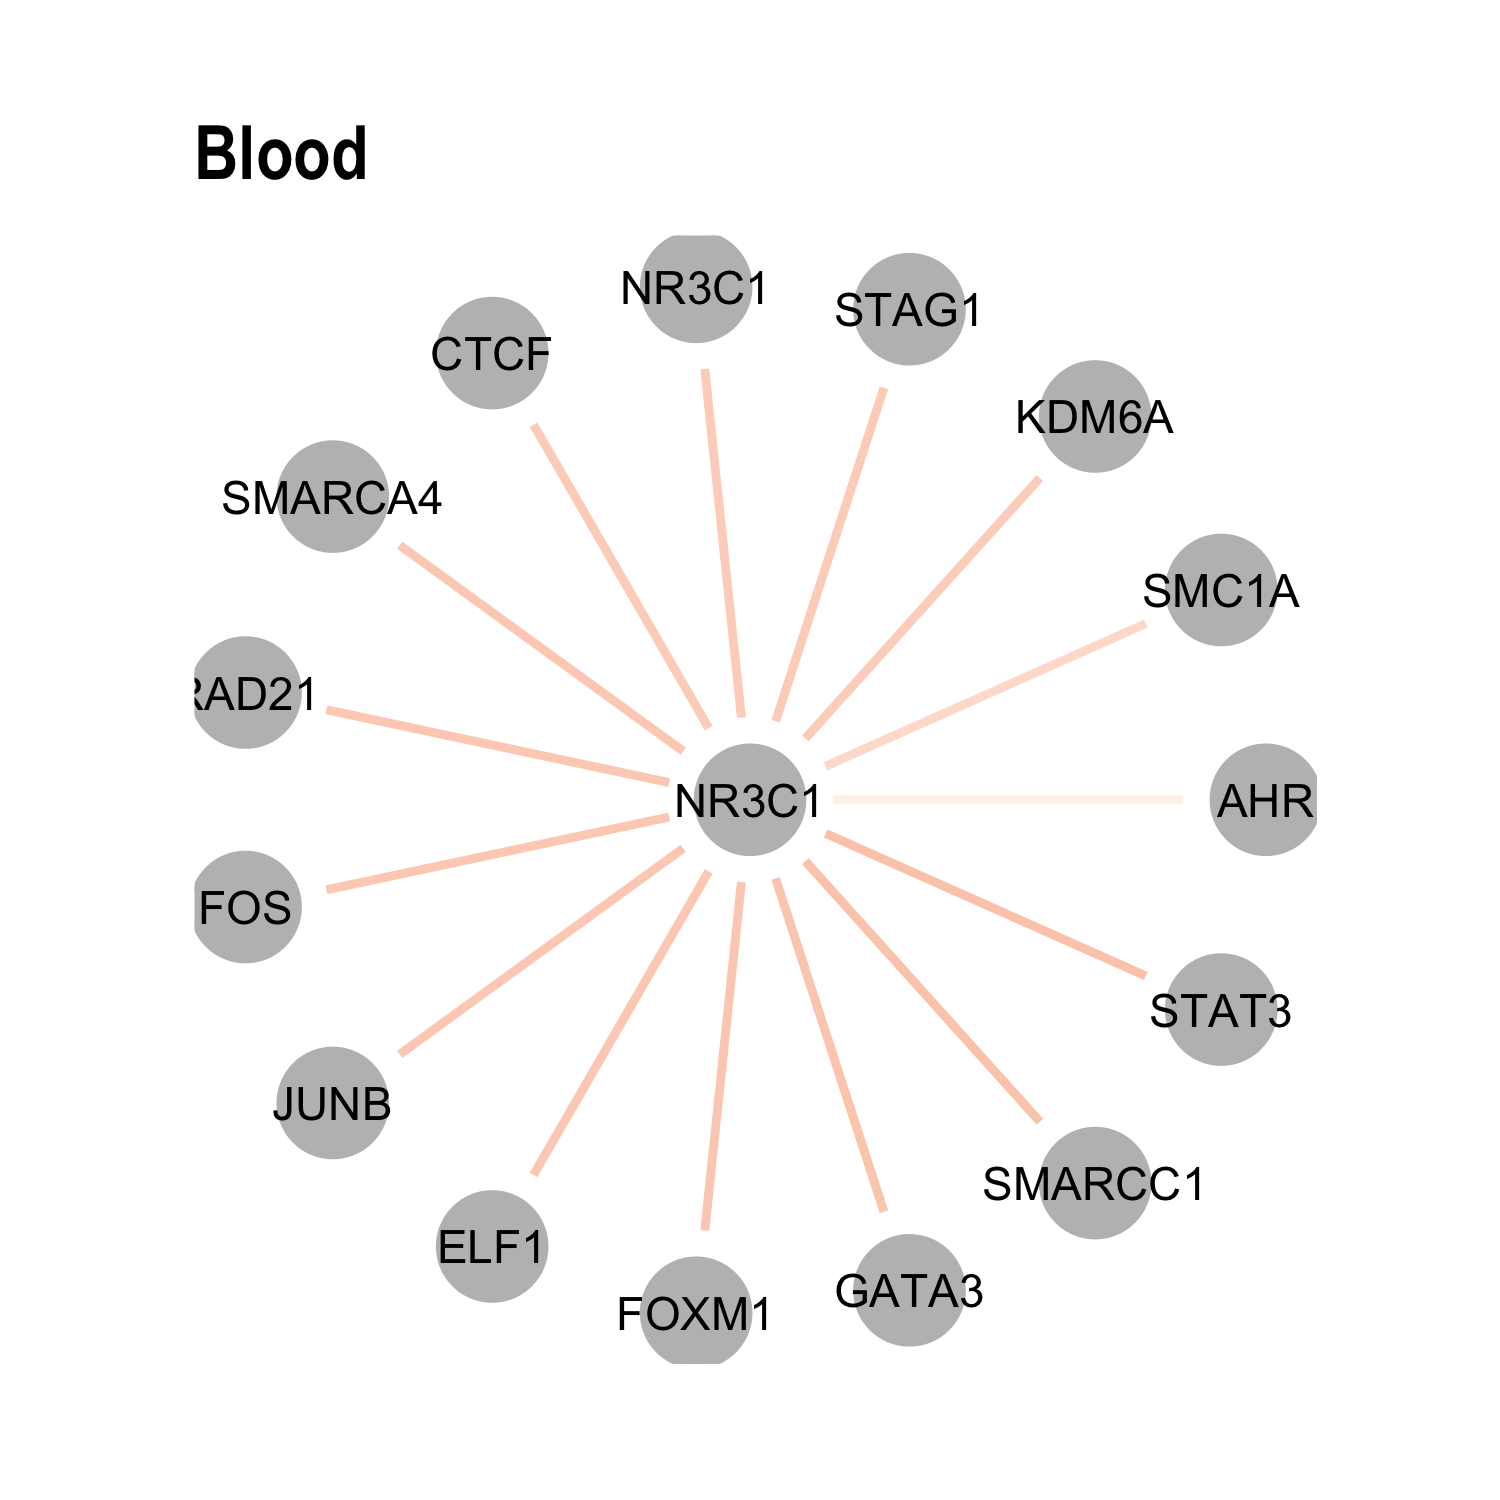 Blood
NR3C1
STAG1
CTCF
KDM6A
SMARCA4
SMC1A
RAD21
NR3C1
AHR
FOS
STAT3
JUNB
SMARCC1
ELF1
GATA3
FOXM1